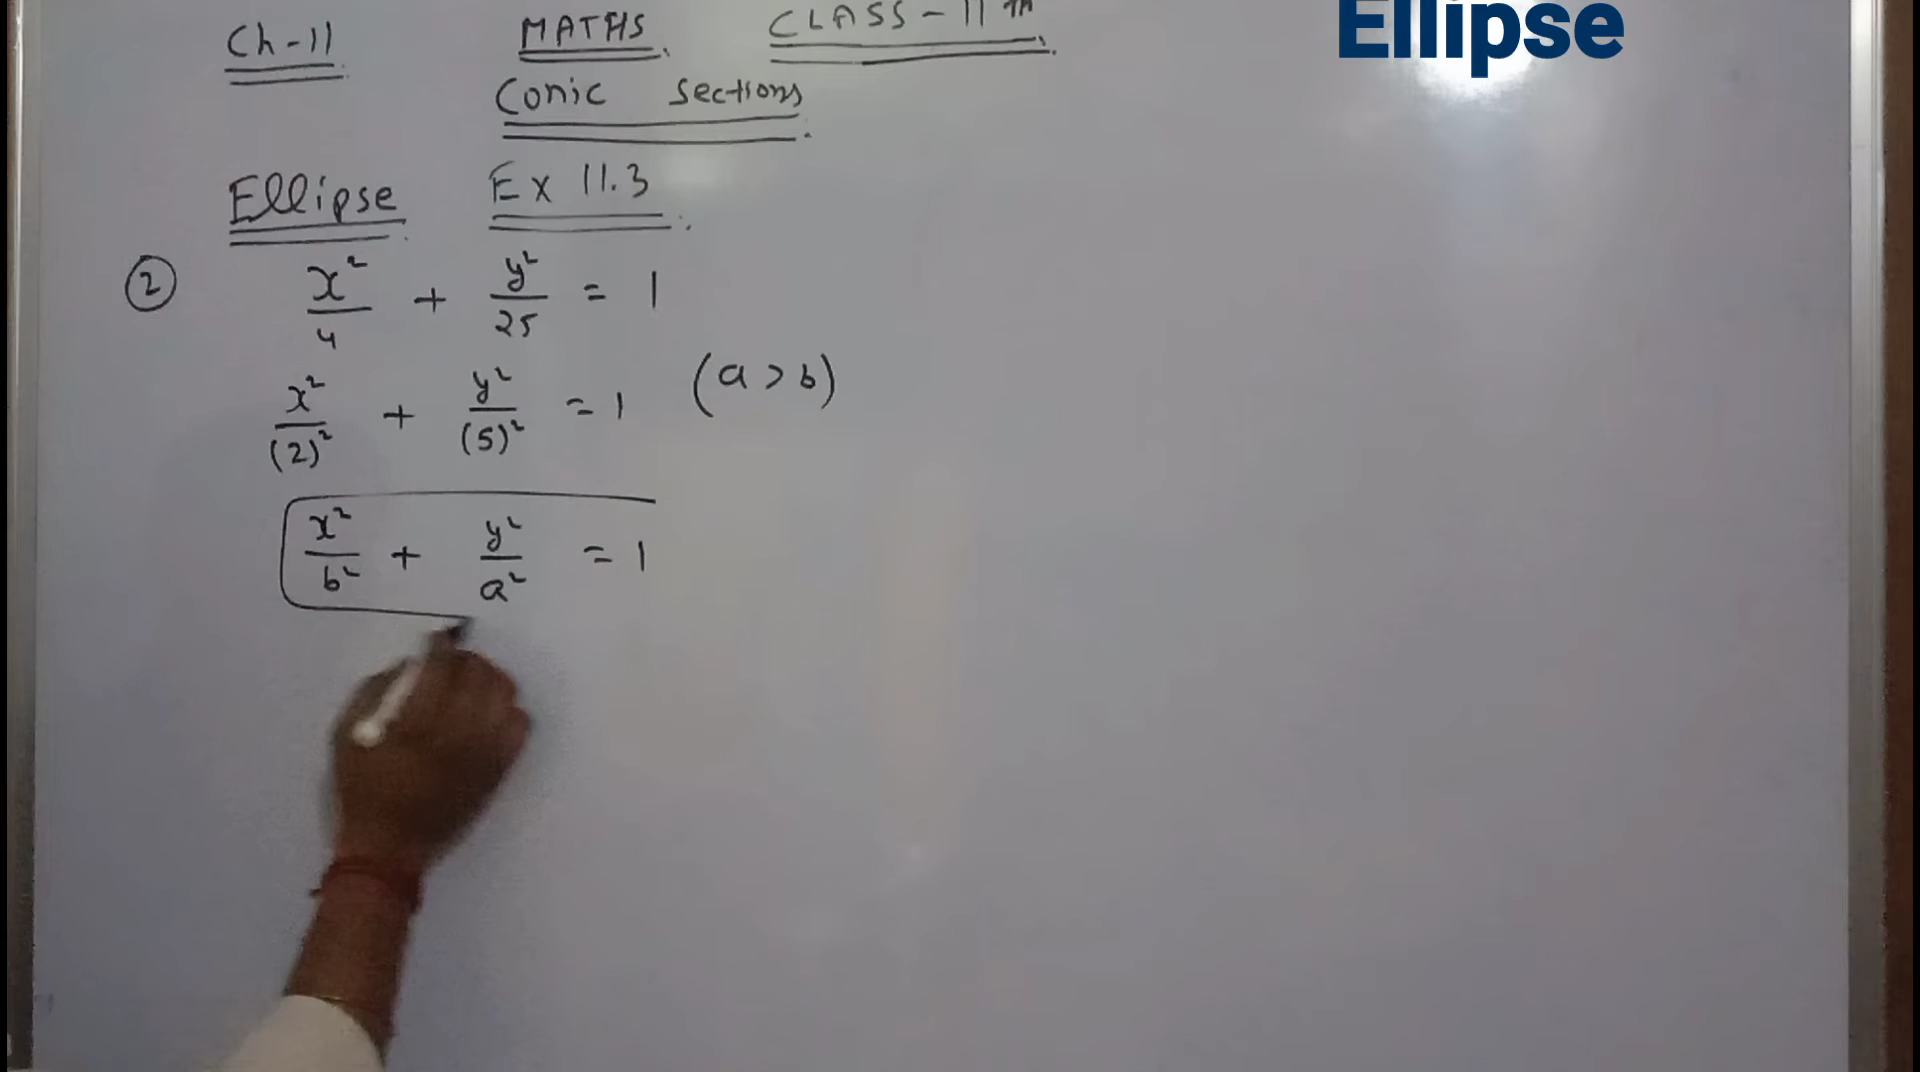 Ch-11 MATHS CLASS-11th Ellipse
Conic Sections
Ellipse Ex 11.3
② x²/4 + y²/25 = 1
x²/(2)² + y²/(5)² = 1 (a > b)
x²/b² + y²/a² = 1